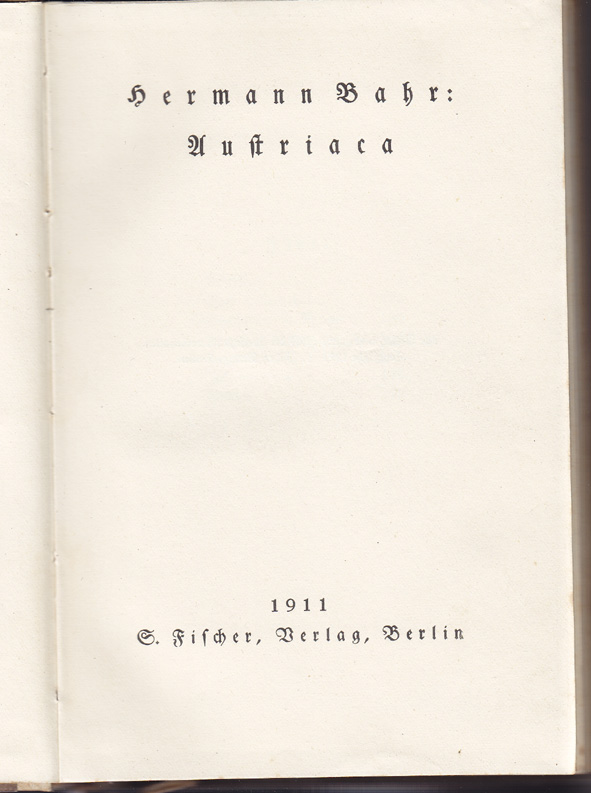 Hermann Bahr:
Auſtriaca
1911
S. Fiſcher, Verlag, Berlin